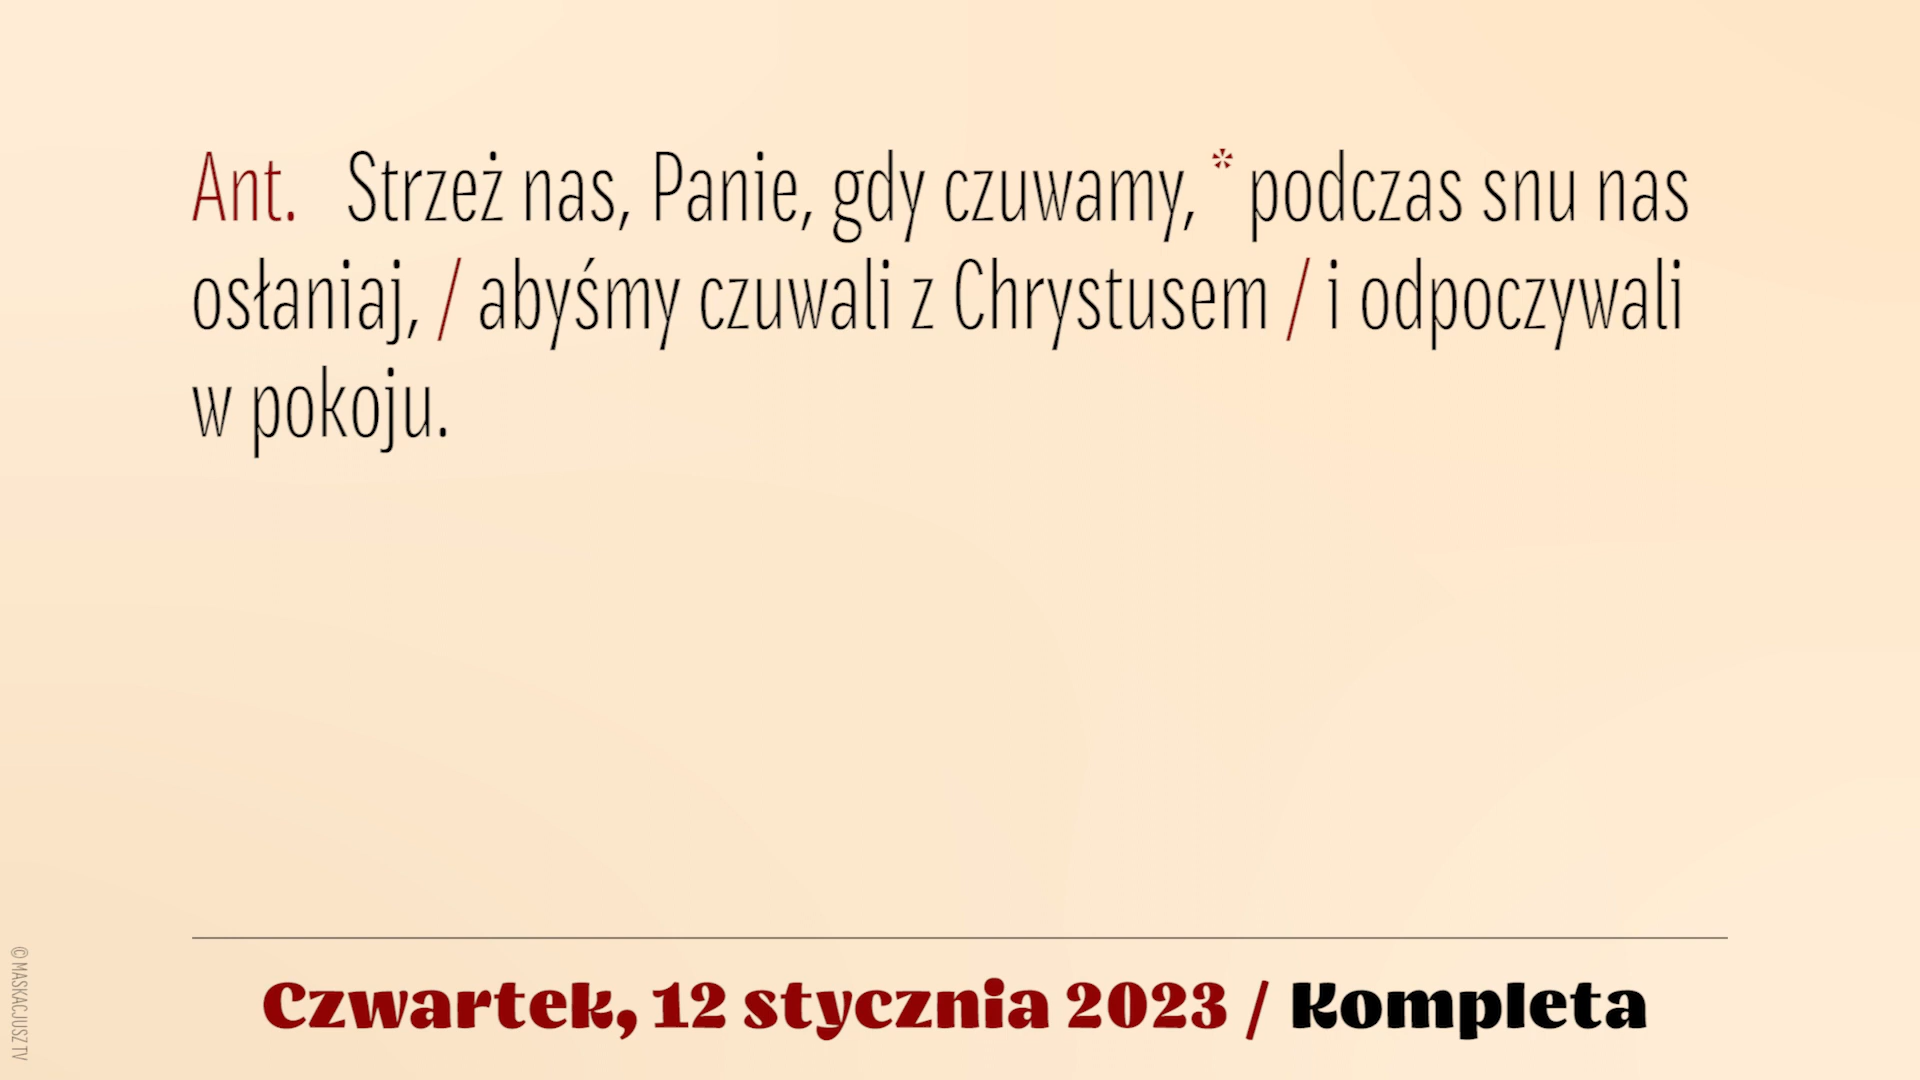 Ant. Strzeż nas, Panie, gdy czuwamy, * podczas snu nas
osłaniaj, / abyśmy czuwali z Chrystusem / i odpoczywali
w pokoju.
Czwartek, 12 stycznia 2023 / Kompleta
© MASKACJUSZ TV